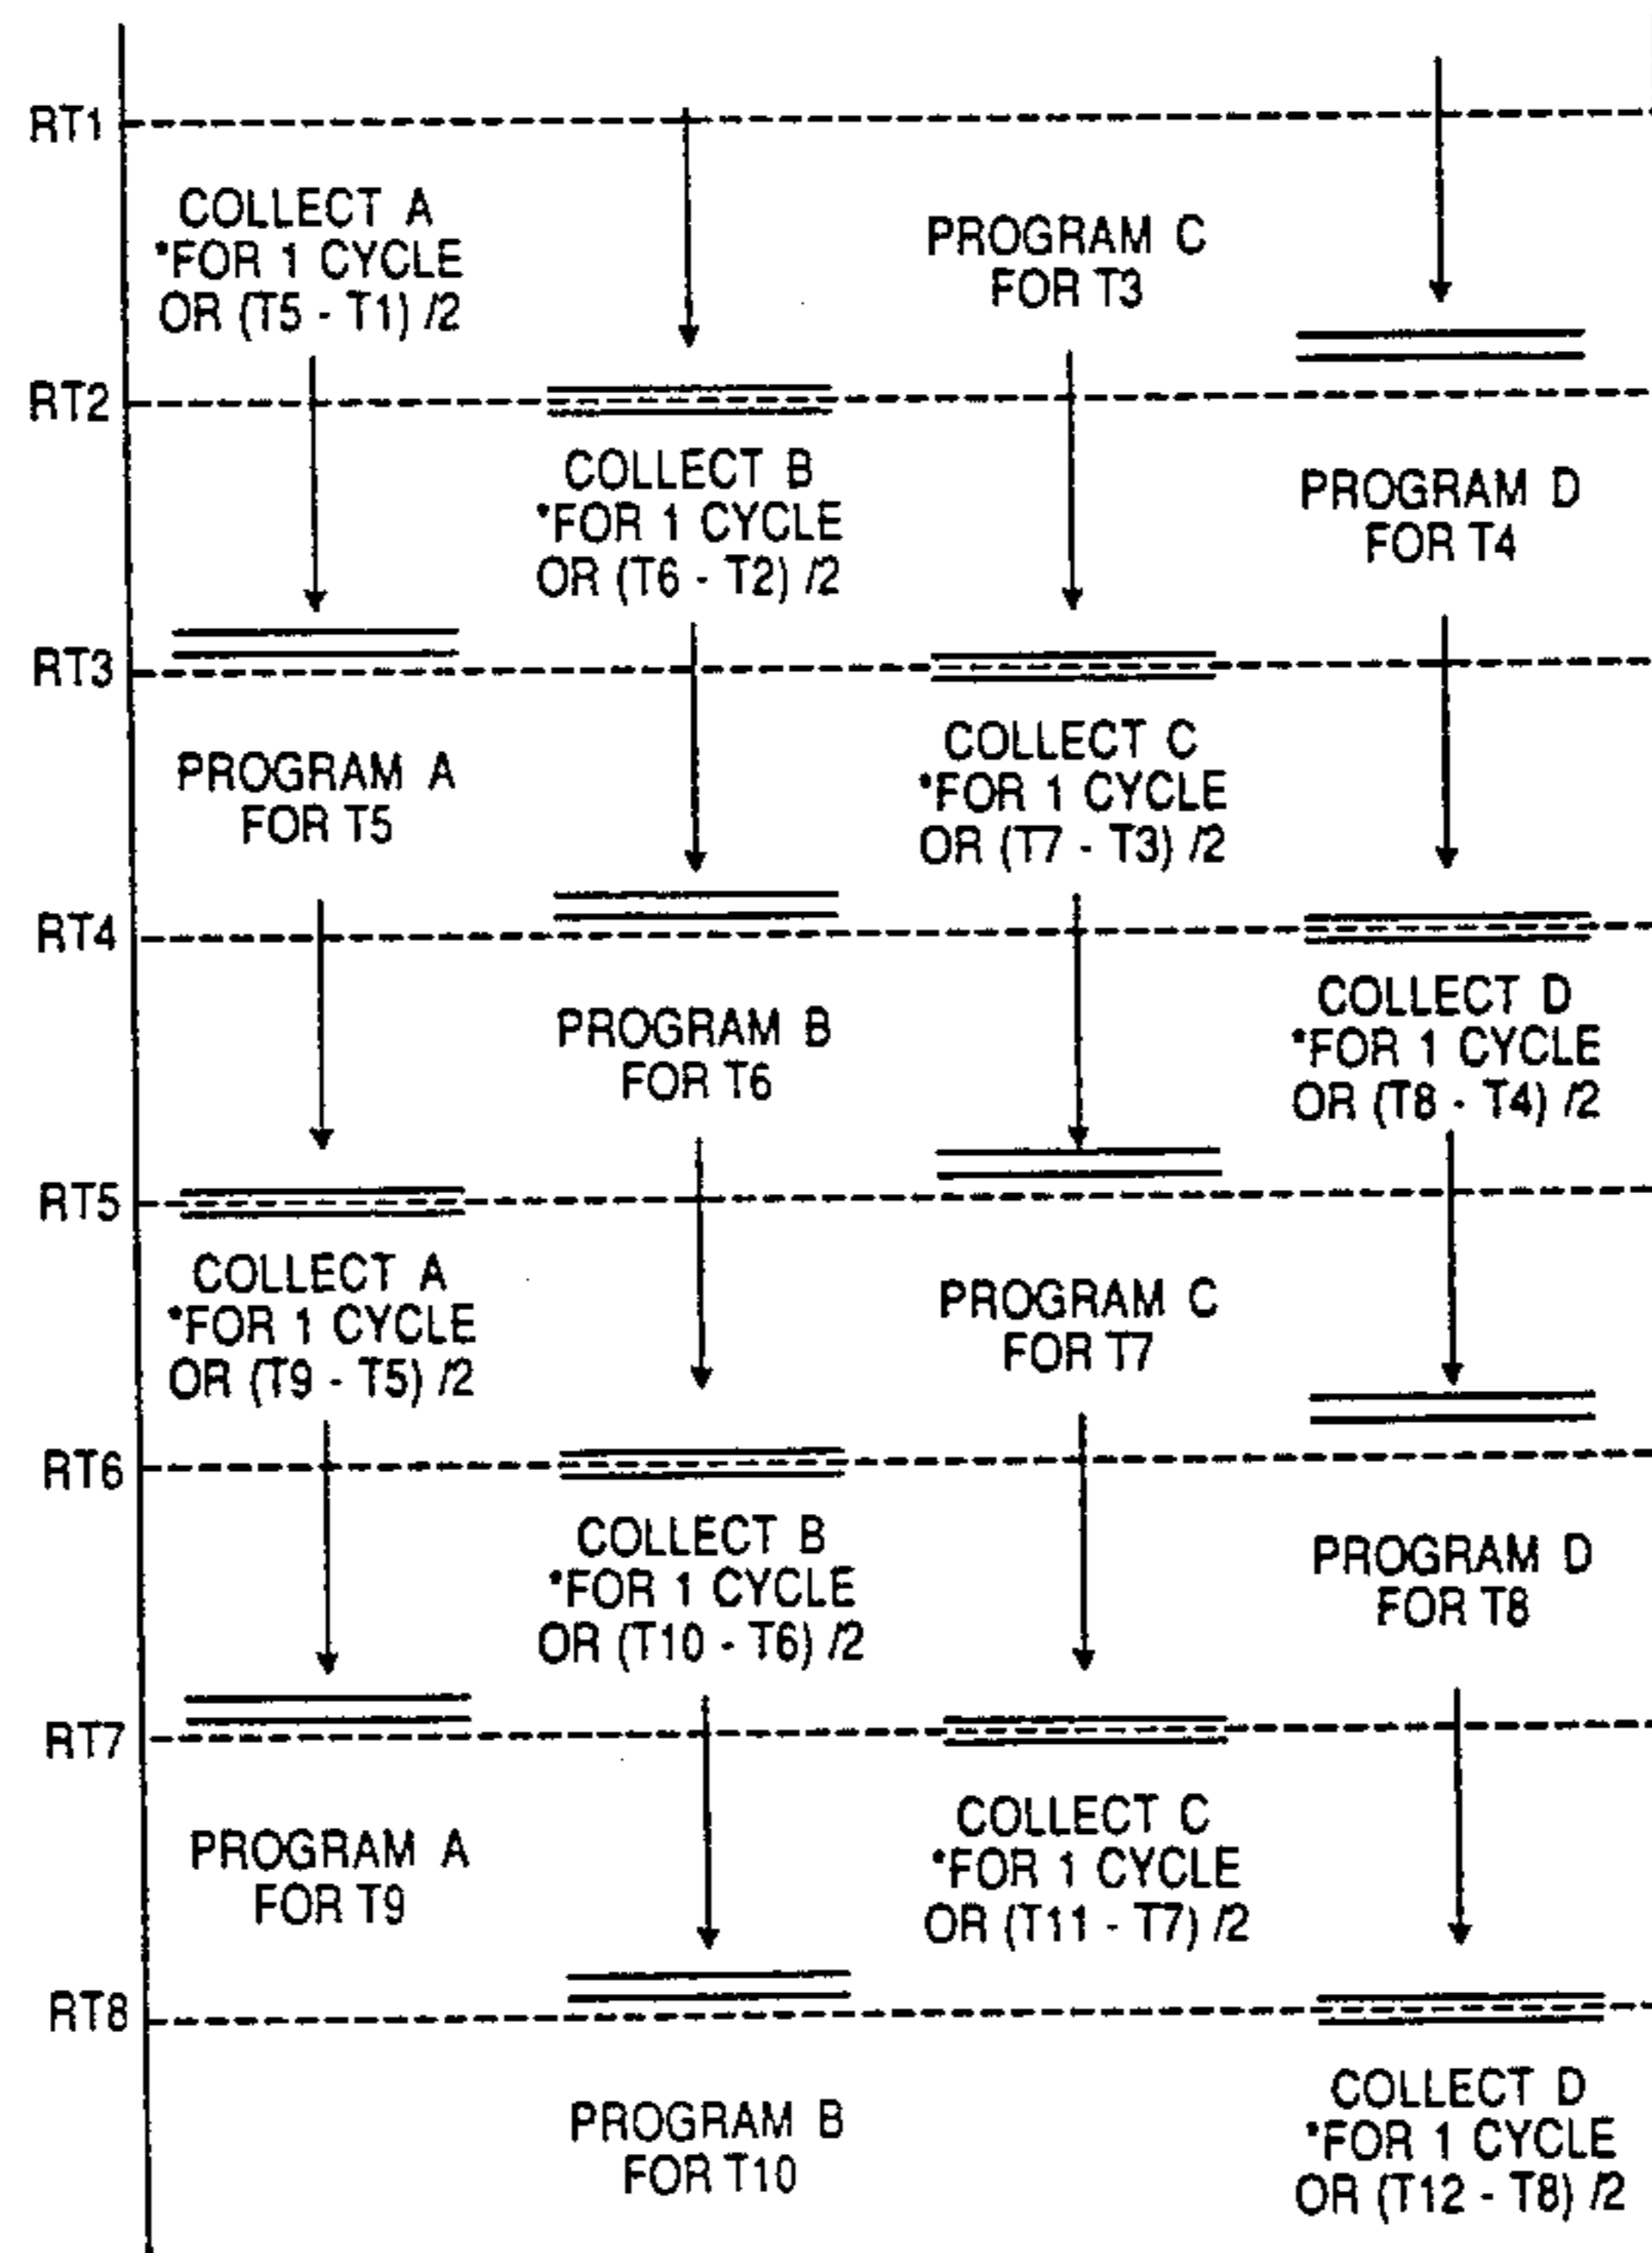 RT1
COLLECT A
*FOR 1 CYCLE
OR (T5 - T1) /2
PROGRAM C
FOR T3
RT2
COLLECT B
*FOR 1 CYCLE
OR (T6 - T2) /2
PROGRAM D
FOR T4
RT3
PROGRAM A
FOR T5
COLLECT C
*FOR 1 CYCLE
OR (T7 - T3) /2
RT4
PROGRAM B
FOR T6
COLLECT D
*FOR 1 CYCLE
OR (T8 - T4) /2
RT5
COLLECT A
*FOR 1 CYCLE
OR (T9 - T5) /2
PROGRAM C
FOR T7
RT6
COLLECT B
*FOR 1 CYCLE
OR (T10 - T6) /2
PROGRAM D
FOR T8
RT7
PROGRAM A
FOR T9
COLLECT C
*FOR 1 CYCLE
OR (T11 - T7) /2
RT8
PROGRAM B
FOR T10
COLLECT D
*FOR 1 CYCLE
OR (T12 - T8) /2